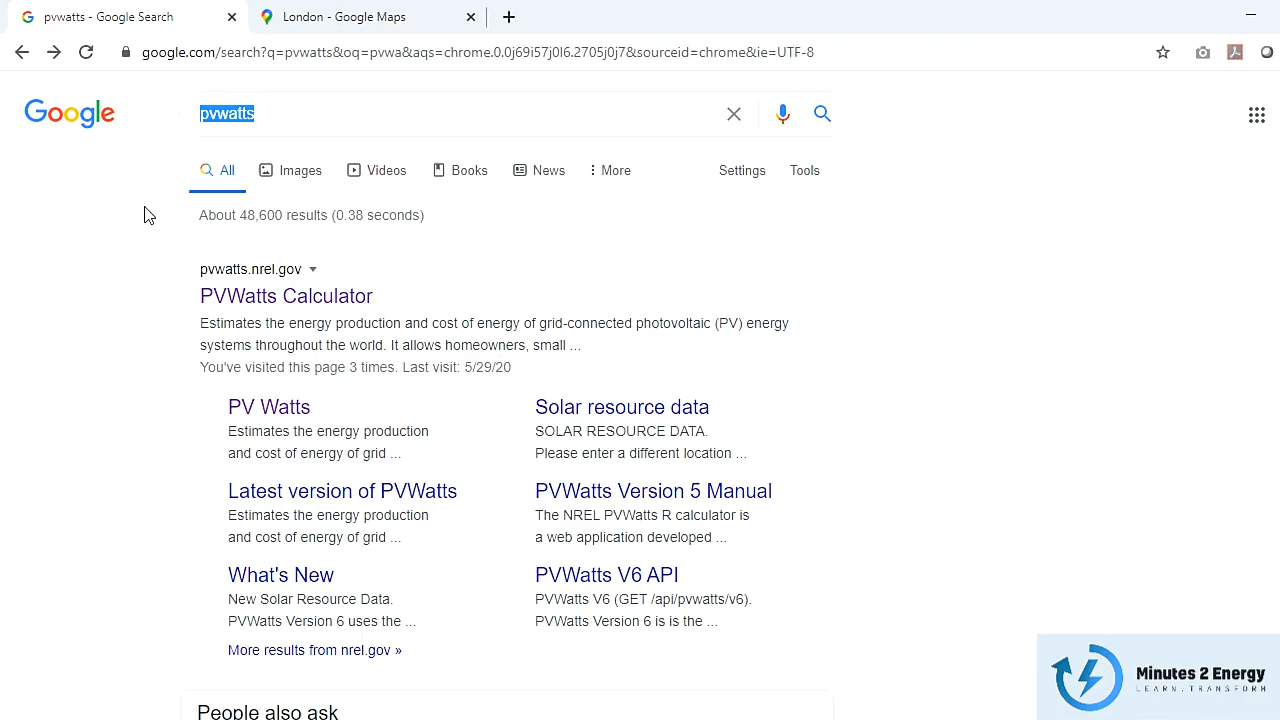 pvwatts - Google Search
London - Google Maps
google.com/search?q=pvwatts&oq=pvwa&aqs=chrome.0.0j69i57j0l6.2705j0j7&sourceid=chrome&ie=UTF-8
Google
pvwatts
All Images Videos Books News More Settings Tools
About 48,600 results (0.38 seconds)
pvwatts.nrel.gov
PVWatts Calculator
Estimates the energy production and cost of energy of grid-connected photovoltaic (PV) energy
systems throughout the world. It allows homeowners, small ...
You've visited this page 3 times. Last visit: 5/29/20
PV Watts
Estimates the energy production
and cost of energy of grid ...
Solar resource data
SOLAR RESOURCE DATA.
Please enter a different location ...
Latest version of PVWatts
Estimates the energy production
and cost of energy of grid ...
PVWatts Version 5 Manual
The NREL PVWatts R calculator is
a web application developed ...
What's New
New Solar Resource Data.
PVWatts Version 6 uses the ...
PVWatts V6 API
PVWatts V6 (GET /api/pvwatts/v6).
PVWatts Version 6 is is the ...
More results from nrel.gov »
People also ask
Minutes 2 Energy
LEARN.TRANSFORM